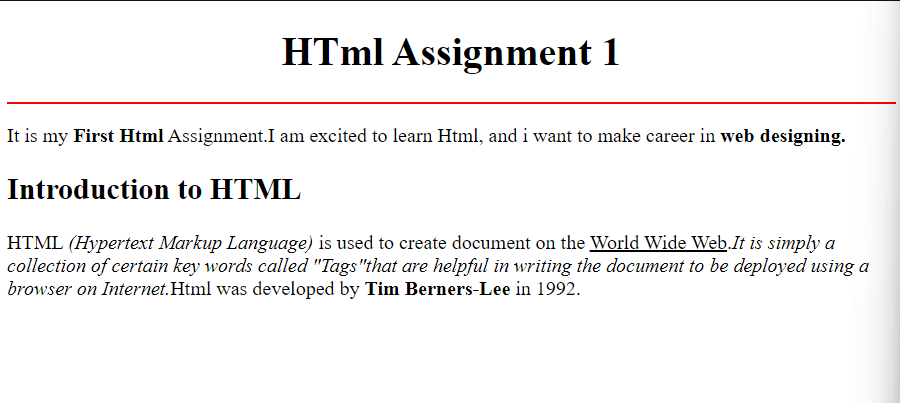 HTml Assignment 1
It is my First Html Assignment.I am excited to learn Html, and i want to make career in web designing.
Introduction to HTML
HTML (Hypertext Markup Language) is used to create document on the World Wide Web.It is simply a
collection of certain key words called "Tags"that are helpful in writing the document to be deployed using a
browser on Internet.Html was developed by Tim Berners-Lee in 1992.